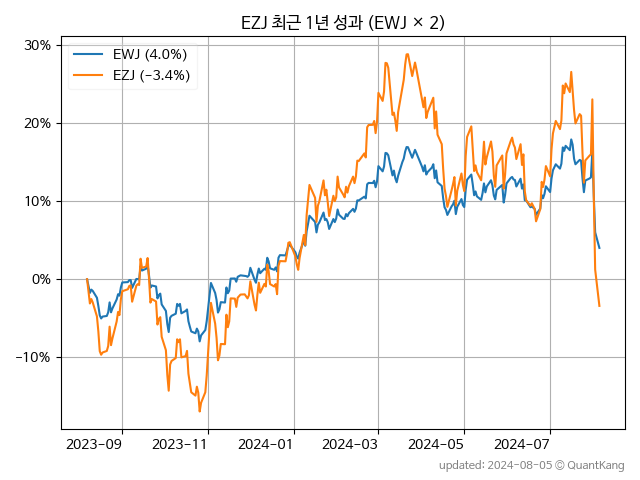 EZJ 최근 1년 성과 (EWJ × 2)
EWJ (4.0%)
EZJ (−3.4%)
30%
20%
10%
0%
−10%
2023-09
2023-11
2024-01
2024-03
2024-05
2024-07
updated: 2024-08-05 © QuantKang